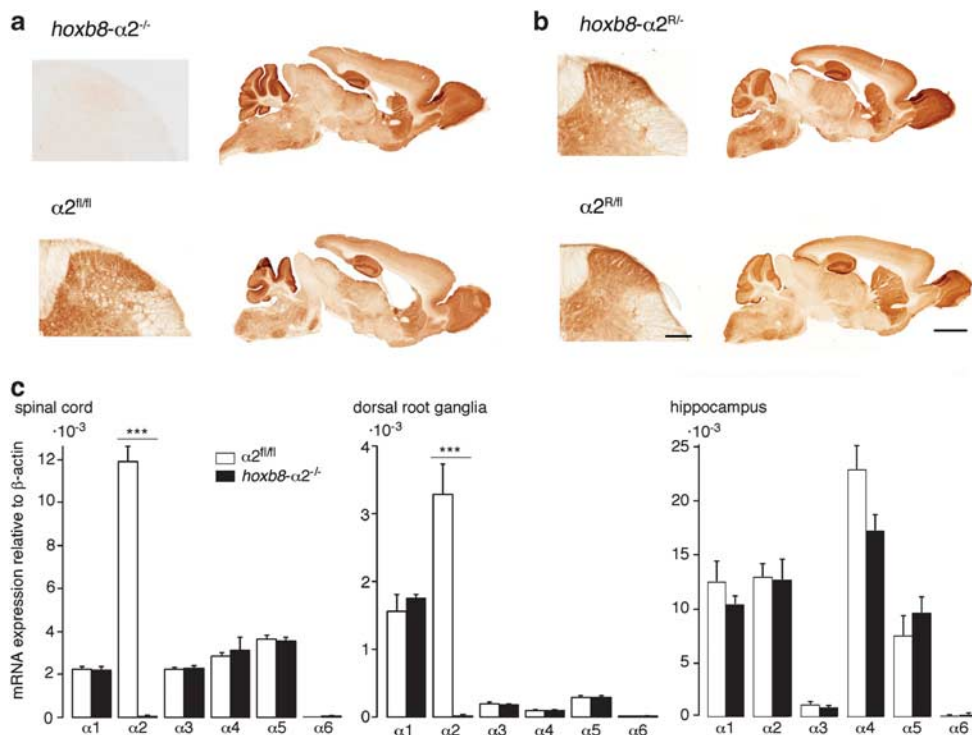 a
hoxb8-α2-/-
α2fl/fl
b
hoxb8-α2R/-
α2R/fl
c
spinal cord
·10-3
mRNA expression relative to β-actin
12
10
8
6
4
2
0
***
α2fl/fl
hoxb8-α2-/-
α1 α2 α3 α4 α5 α6
dorsal root ganglia
·10-3
4
3
2
1
0
***
α1 α2 α3 α4 α5 α6
hippocampus
·10-3
25
20
15
10
5
0
α1 α2 α3 α4 α5 α6